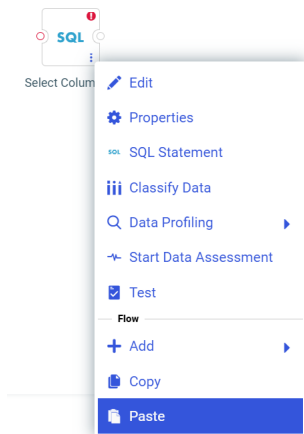 SQL
Select Colum
Edit
Properties
SQL SQL Statement
Classify Data
Data Profiling
Start Data Assessment
Test
Flow
Add
Copy
Paste